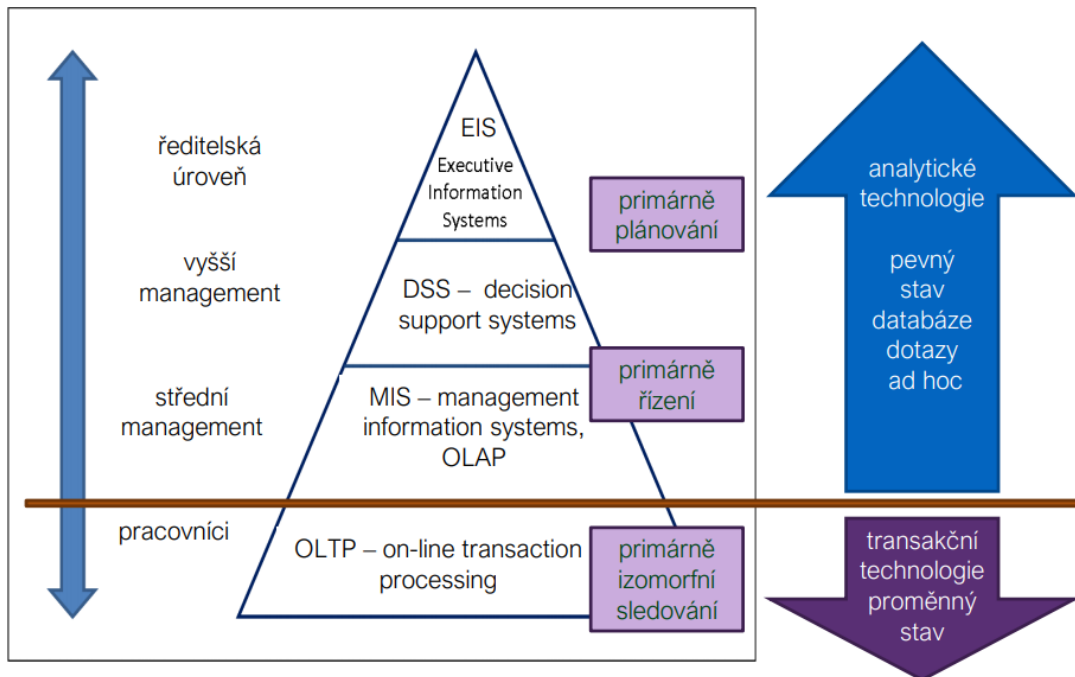 ředitelská
úroveň
vyšší
management
střední
management
pracovníci
EIS
Executive
Information
Systems
DSS – decision
support systems
MIS – management
information systems,
OLAP
OLTP – on-line transaction
processing
primárně
plánování
primárně
řízení
primárně
izomorfní
sledování
analytické
technologie
pevný
stav
databáze
dotazy
ad hoc
transakční
technologie
proměnný
stav